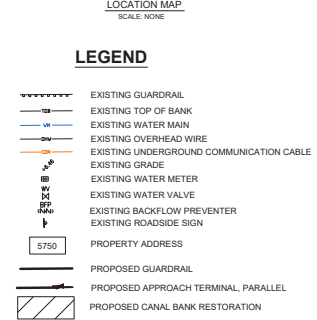 LOCATION MAP
SCALE: NONE
LEGEND
EXISTING GUARDRAIL
TOB EXISTING TOP OF BANK
WM EXISTING WATER MAIN
OHW EXISTING OVERHEAD WIRE
COM EXISTING UNDERGROUND COMMUNICATION CABLE
EXISTING GRADE
EXISTING WATER METER
WV EXISTING WATER VALVE
BFP
EXISTING BACKFLOW PREVENTER
EXISTING ROADSIDE SIGN
5750 PROPERTY ADDRESS
PROPOSED GUARDRAIL
PROPOSED APPROACH TERMINAL, PARALLEL
PROPOSED CANAL BANK RESTORATION